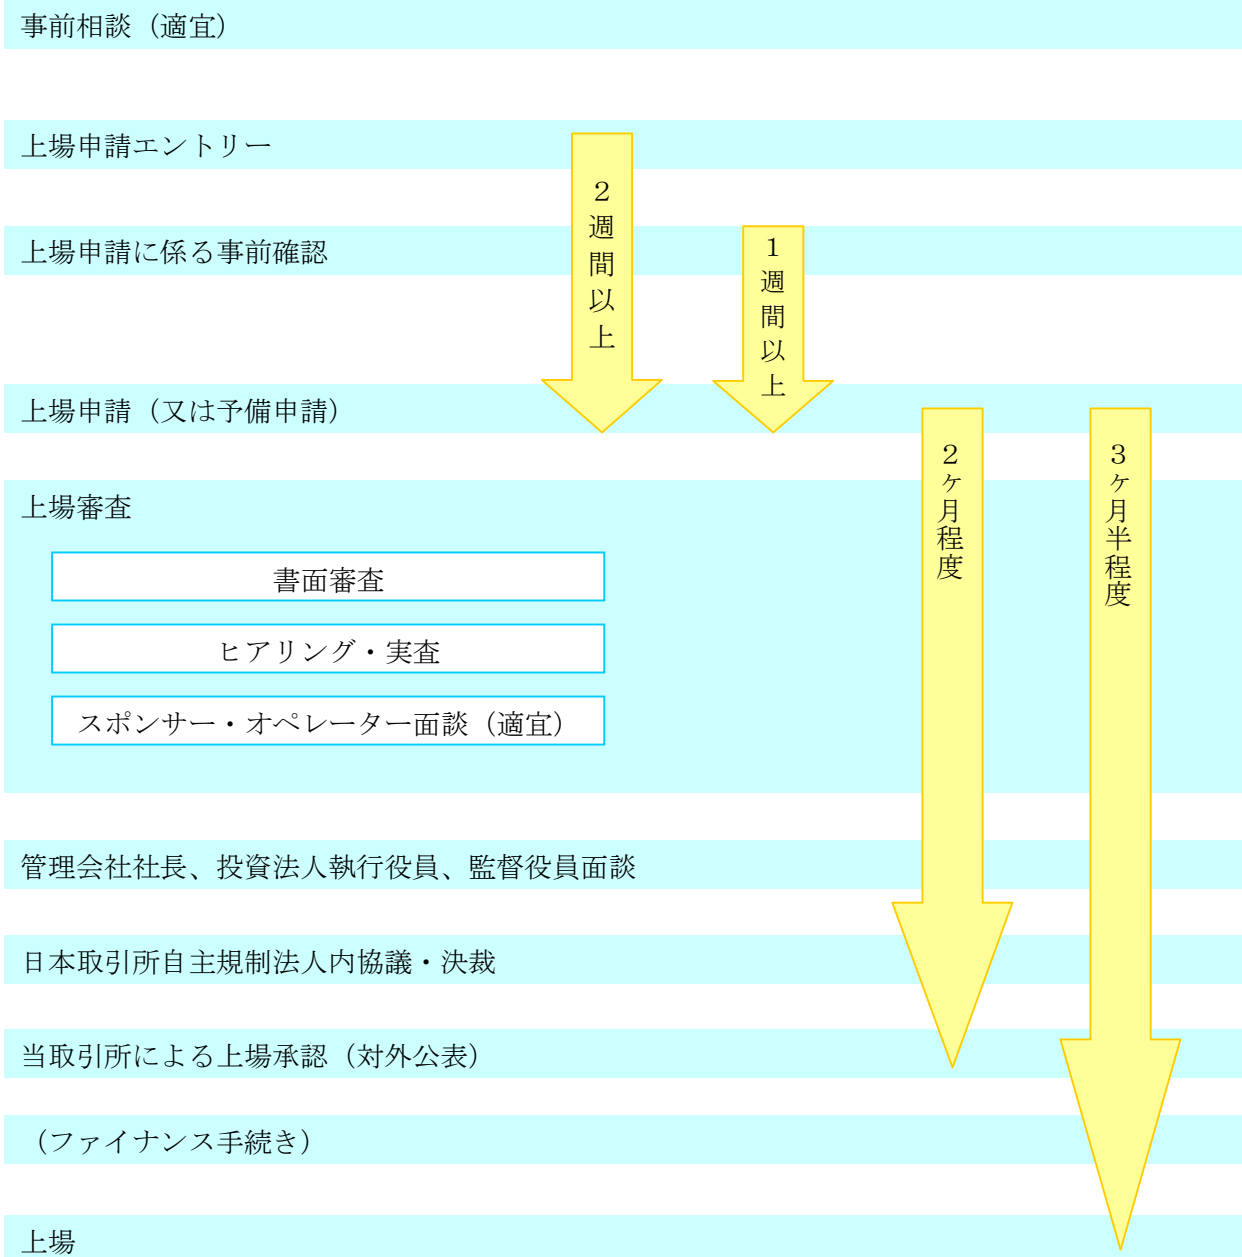 事前相談（適宜）
上場申請エントリー
２週間以上
上場申請に係る事前確認
１週間以上
上場申請（又は予備申請）
２ヶ月程度
３ヶ月半程度
上場審査
書面審査
ヒアリング・実査
スポンサー・オペレーター面談（適宜）
管理会社社長、投資法人執行役員、監督役員面談
日本取引所自主規制法人内協議・決裁
当取引所による上場承認（対外公表）
（ファイナンス手続き）
上場